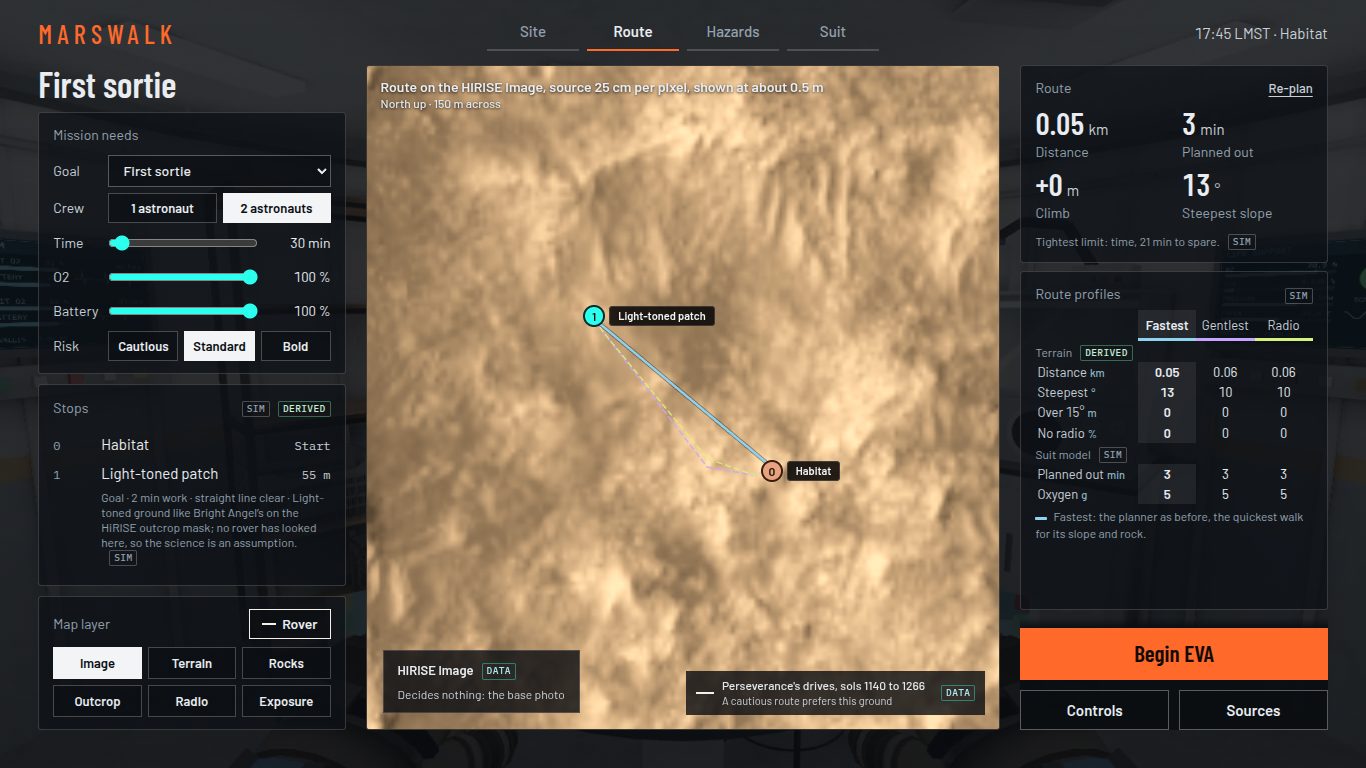 MARSWALK
Site
Route
Hazards
Suit
17:45 LMST · Habitat
First sortie
Mission needs
Goal
First sortie
Crew
1 astronaut
2 astronauts
Time
30 min
O2
100 %
Battery
100 %
Risk
Cautious
Standard
Bold
Stops
SIM
DERIVED
0 Habitat Start
1 Light-toned patch 55 m
Goal · 2 min work · straight line clear · Light-
toned ground like Bright Angel's on the
HiRISE outcrop mask; no rover has looked
here, so the science is an assumption.
SIM
Map layer
Rover
Image
Terrain
Rocks
Outcrop
Radio
Exposure
Route on the HiRISE Image, source 25 cm per pixel, shown at about 0.5 m
North up · 150 m across
1 Light-toned patch
0 Habitat
HiRISE Image DATA
Decides nothing: the base photo
Perseverance's drives, sols 1140 to 1266
A cautious route prefers this ground
DATA
Route
Re-plan
0.05 km
Distance
3 min
Planned out
+0 m
Climb
13 °
Steepest slope
Tightest limit: time, 21 min to spare. SIM
Route profiles
SIM
Fastest Gentlest Radio
Terrain DERIVED
Distance km 0.05 0.06 0.06
Steepest ° 13 10 10
Over 15° m 0 0 0
No radio % 0 0 0
Suit model SIM
Planned out min 3 3 3
Oxygen g 5 5 5
Fastest: the planner as before, the quickest walk
for its slope and rock.
Begin EVA
Controls
Sources